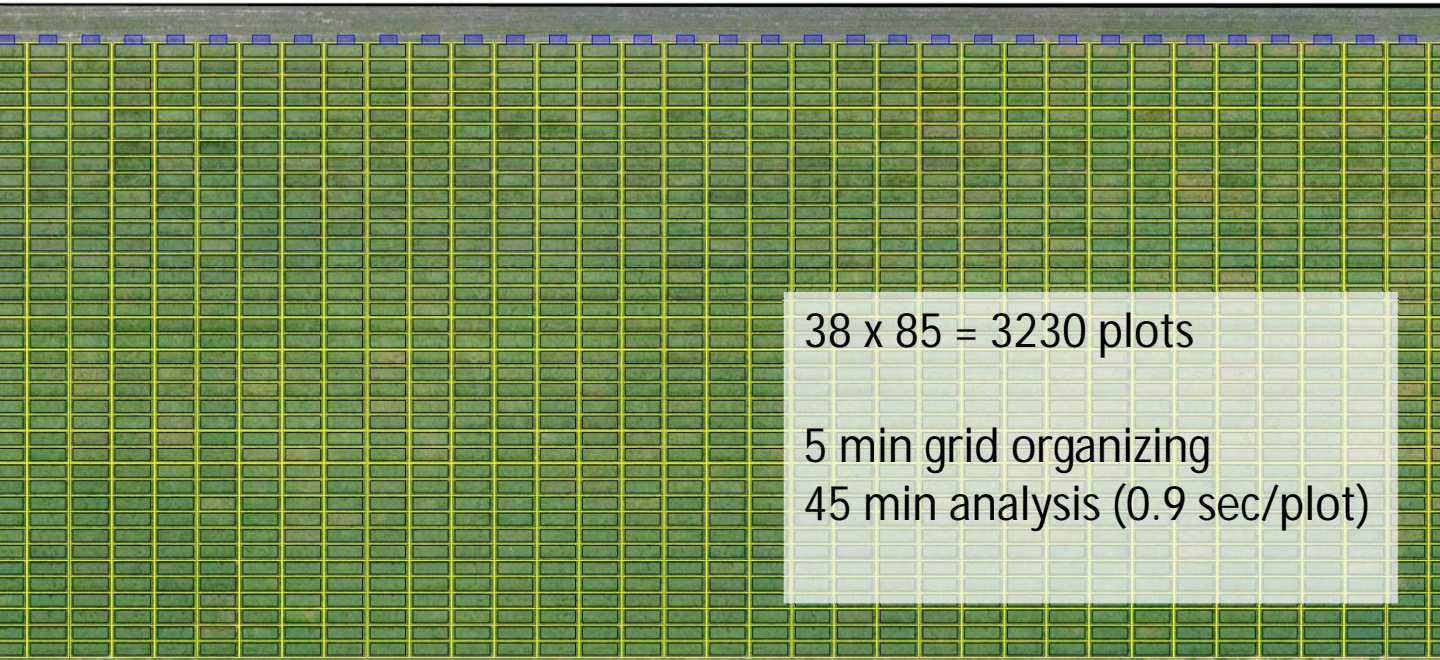 38 x 85 = 3230 plots
5 min grid organizing
45 min analysis (0.9 sec/plot)